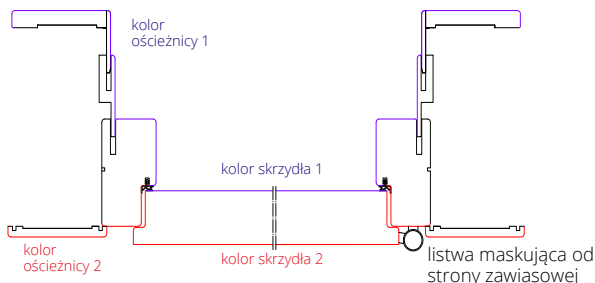 kolor
ościeżnicy 1
kolor skrzydła 1
kolor
ościeżnicy 2
kolor skrzydła 2
listwa maskująca od
strony zawiasowej